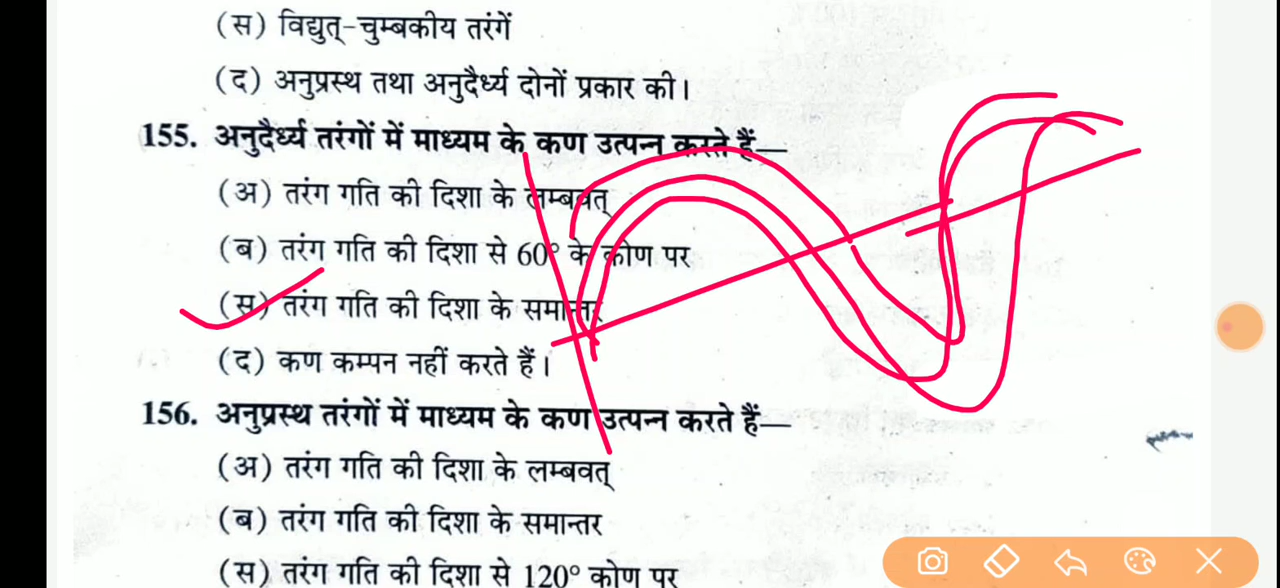 (स) विद्युत्-चुम्बकीय तरंगें
(द) अनुप्रस्थ तथा अनुदैर्ध्य दोनों प्रकार की।
155. अनुदैर्ध्य तरंगों में माध्यम के कण उत्पन्न करते हैं—
(अ) तरंग गति की दिशा के लम्बवत्
(ब) तरंग गति की दिशा से 60° के कोण पर
(स) तरंग गति की दिशा के समान्तर
(द) कण कम्पन नहीं करते हैं।
156. अनुप्रस्थ तरंगों में माध्यम के कण उत्पन्न करते हैं—
(अ) तरंग गति की दिशा के लम्बवत्
(ब) तरंग गति की दिशा के समान्तर
(स) तरंग गति की दिशा से 120° कोण पर